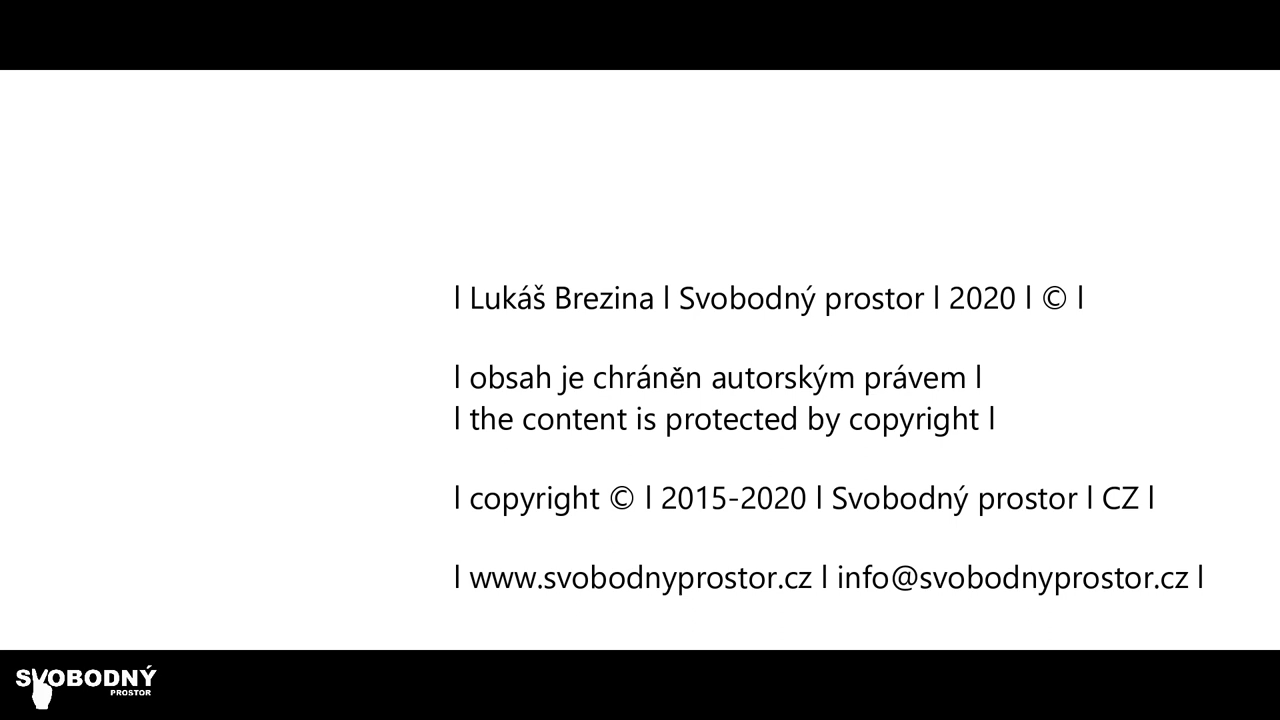 l Lukáš Brezina l Svobodný prostor l 2020 l © l
l obsah je chráněn autorským právem l
l the content is protected by copyright l
l copyright © l 2015-2020 l Svobodný prostor l CZ l
l www.svobodnyprostor.cz l info@svobodnyprostor.cz l
SVOBODNÝ
PROSTOR